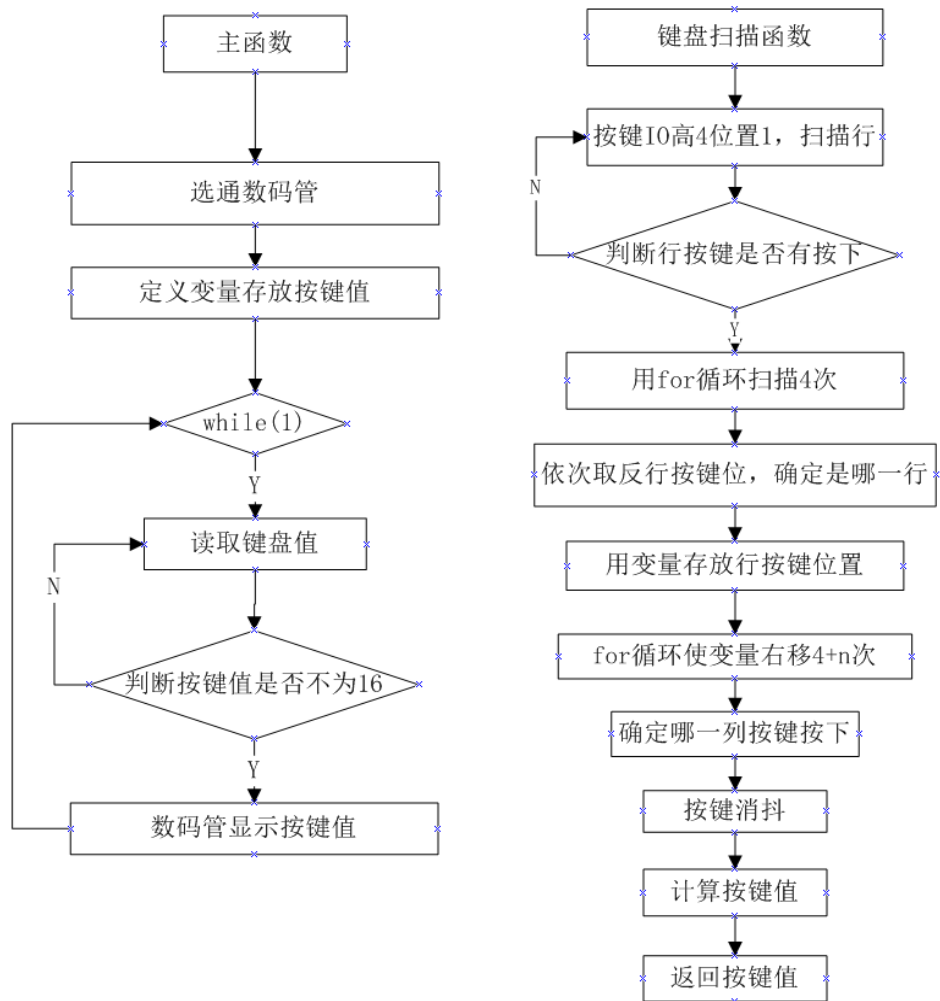 主函数
选通数码管
定义变量存放按键值
while(1)
Y
读取键盘值
N
判断按键值是否不为16
Y
数码管显示按键值
键盘扫描函数
按键IO高4位置1，扫描行
N
判断行按键是否有按下
Y
用for循环扫描4次
依次取反行按键位，确定是哪一行
用变量存放行按键位置
for循环使变量右移4+n次
确定哪一列按键按下
按键消抖
计算按键值
返回按键值